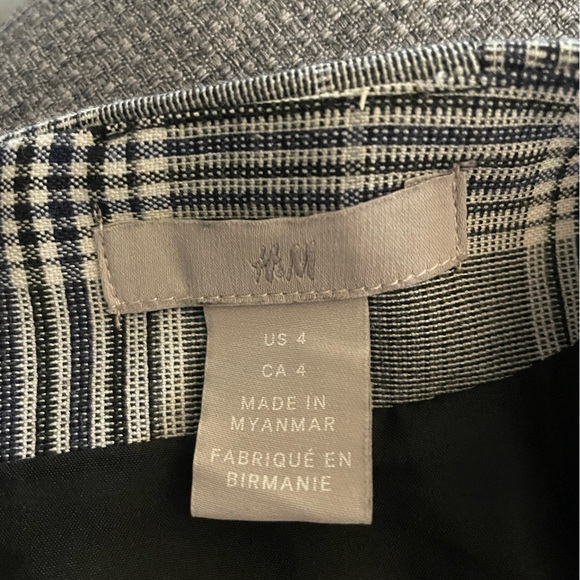 H&M
US 4
CA 4
MADE IN
MYANMAR
FABRIQUÉ EN
BIRMANIE